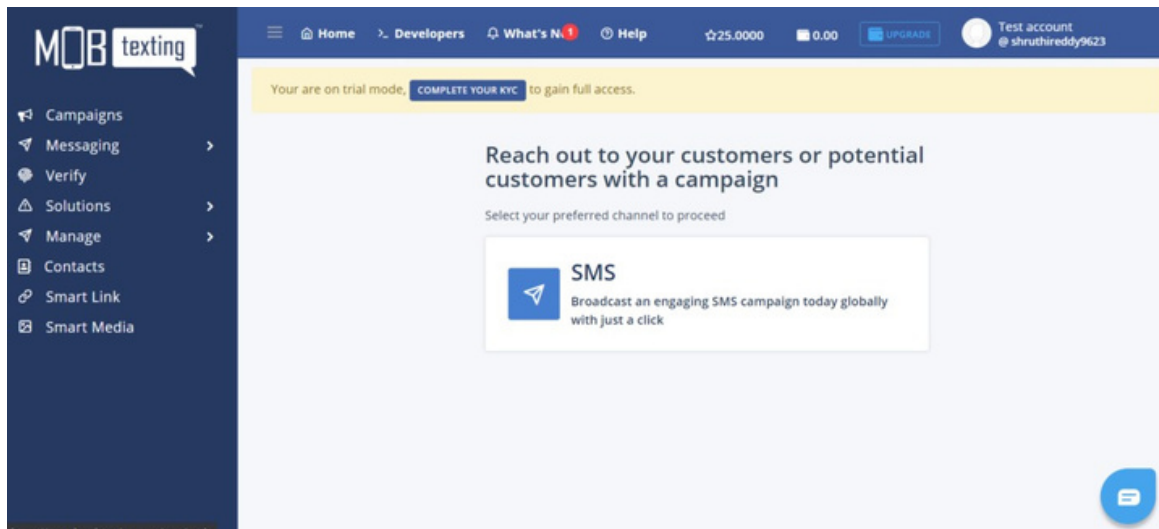 MOB texting
Home Developers What's N 1 Help 25.0000 0.00 UPGRADE Test account
@ shruthireddy9623
Your are on trial mode, COMPLETE YOUR KYC to gain full access.
Campaigns
Messaging
Verify
Solutions
Manage
Contacts
Smart Link
Smart Media
Reach out to your customers or potential
customers with a campaign
Select your preferred channel to proceed
SMS
Broadcast an engaging SMS campaign today globally
with just a click